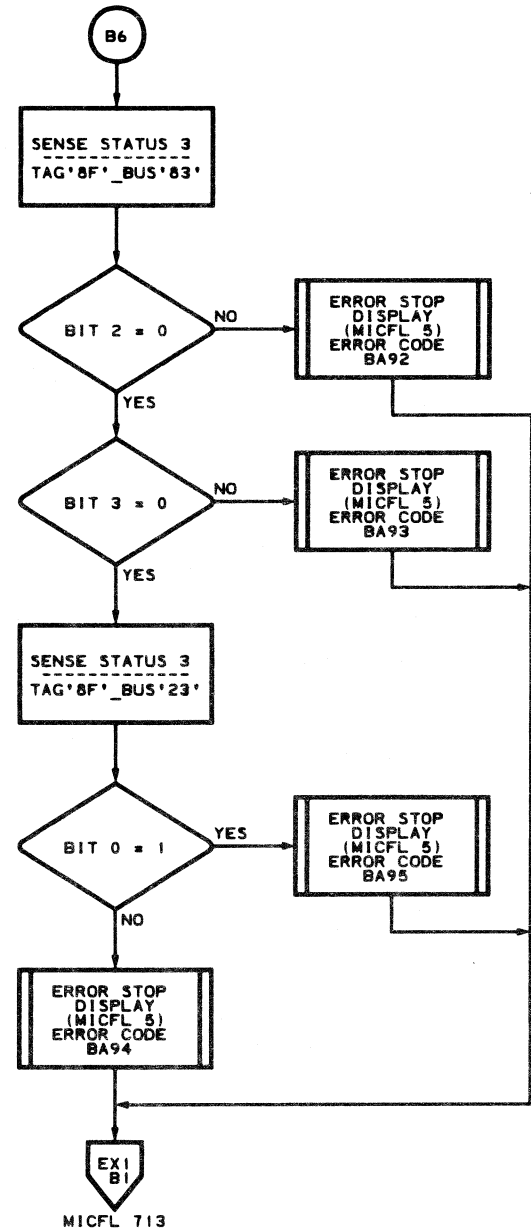 B6
SENSE STATUS 3
TAG'8F'_BUS'83'
BIT 2 = 0
NO
ERROR STOP
DISPLAY
(MICFL 5)
ERROR CODE
BA92
YES
BIT 3 = 0
NO
ERROR STOP
DISPLAY
(MICFL 5)
ERROR CODE
BA93
YES
SENSE STATUS 3
TAG'8F'_BUS'23'
BIT 0 = 1
YES
ERROR STOP
DISPLAY
(MICFL 5)
ERROR CODE
BA95
NO
ERROR STOP
DISPLAY
(MICFL 5)
ERROR CODE
BA94
EX1
B1
MICFL 713